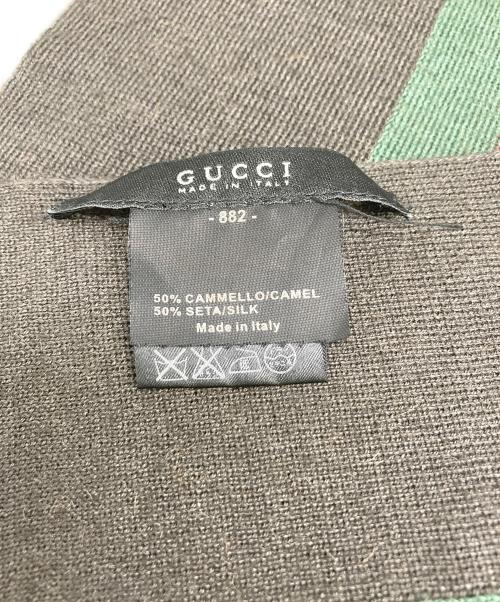 GUCCI
MADE IN ITALY
- 882 -
50% CAMMELLO/CAMEL
50% SETA/SILK
Made in Italy